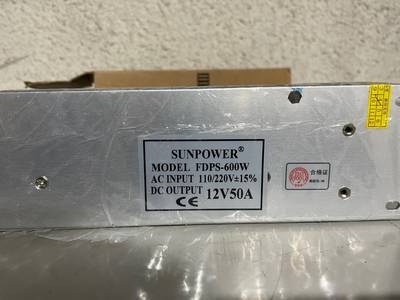 SUNPOWER®
MODEL FDPS-600W
AC INPUT 110/220V±15%
DC OUTPUT 12V50A
CE
合格证